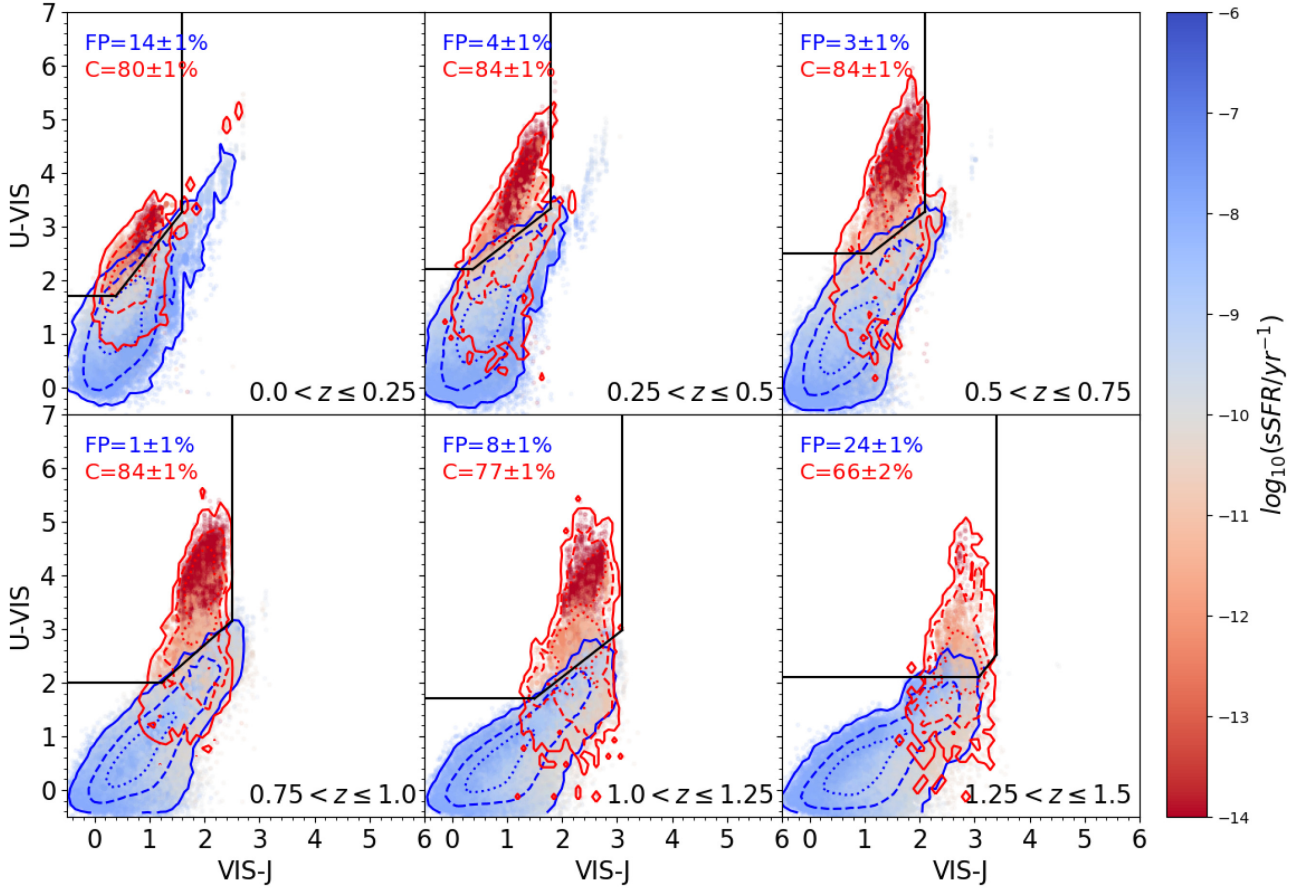 7
6
5
4
3
2
1
0
U-VIS
FP=14±1%
C=80±1%
0.0 < z ≤ 0.25
FP=4±1%
C=84±1%
0.25 < z ≤ 0.5
FP=3±1%
C=84±1%
0.5 < z ≤ 0.75
7
6
5
4
3
2
1
0
U-VIS
FP=1±1%
C=84±1%
0.75 < z ≤ 1.0
FP=8±1%
C=77±1%
1.0 < z ≤ 1.25
FP=24±1%
C=66±2%
1.25 < z ≤ 1.5
0 1 2 3 4 5 6
VIS-J
0 1 2 3 4 5 6
VIS-J
0 1 2 3 4 5 6
VIS-J
−6
−7
−8
−9
−10
−11
−12
−13
−14
log₁₀(sSFR/yr⁻¹)